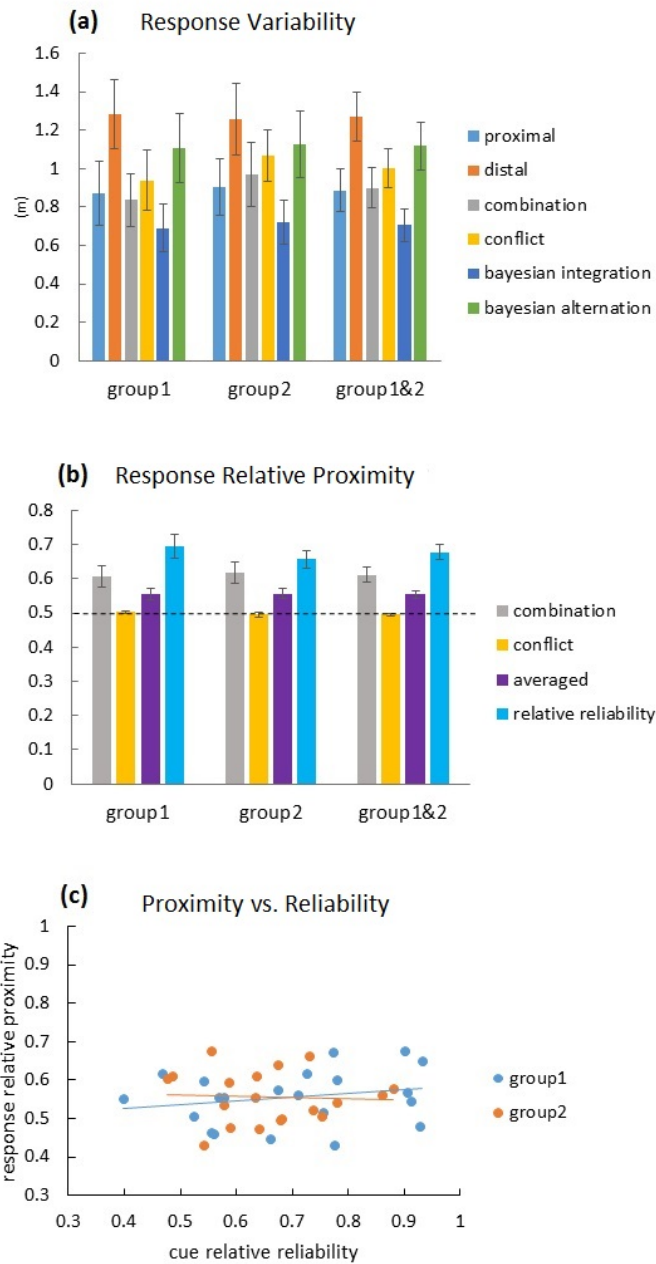 (a) Response Variability
1.6
1.4
1.2
1
0.8
0.6
0.4
0.2
0
(m)
group1 group2 group1&2
proximal
distal
combination
conflict
bayesian integration
bayesian alternation
(b) Response Relative Proximity
0.8
0.7
0.6
0.5
0.4
0.3
0.2
0.1
0
group1 group2 group1&2
combination
conflict
averaged
relative reliability
(c) Proximity vs. Reliability
response relative proximity
1
0.9
0.8
0.7
0.6
0.5
0.4
0.3
0.3 0.4 0.5 0.6 0.7 0.8 0.9 1
cue relative reliability
group1
group2